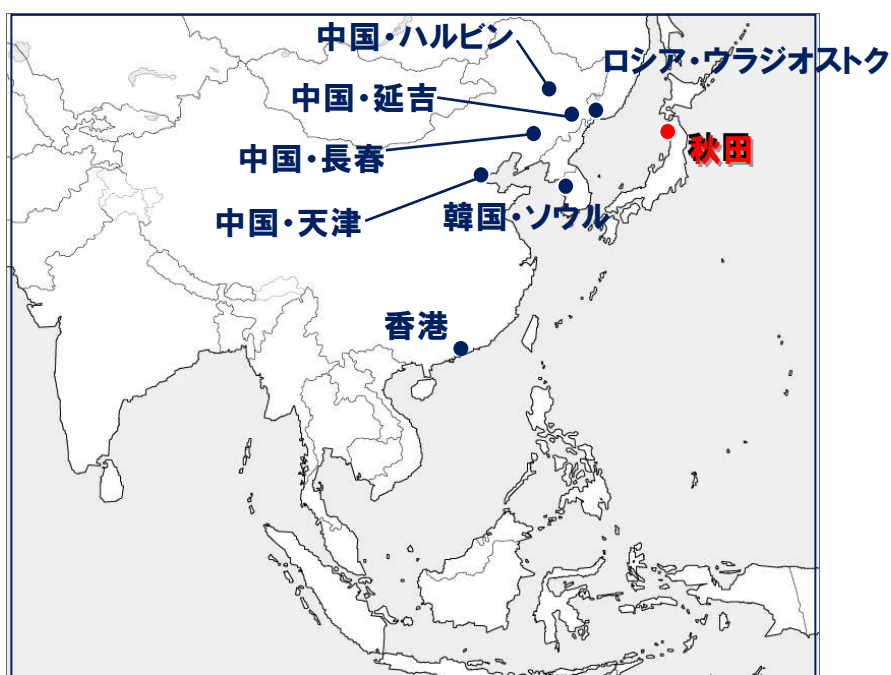 中国・ハルビン
ロシア・ウラジオストク
中国・延吉
秋田
中国・長春
中国・天津
韓国・ソウル
香港